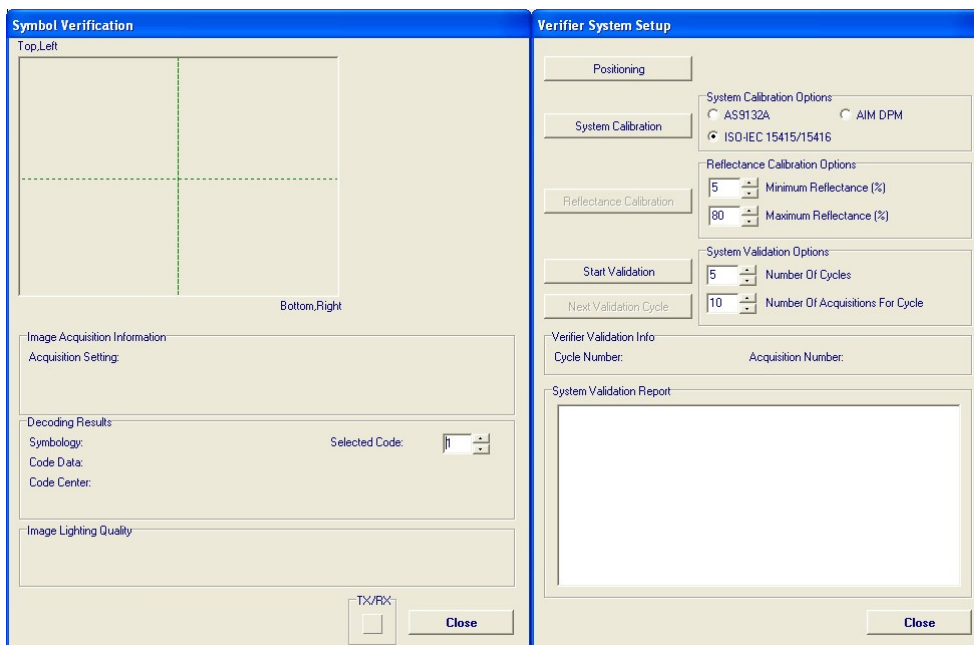 Symbol Verification
Top,Left
Bottom,Right
Image Acquisition Information
Acquisition Setting:
Decoding Results
Symbology:
Selected Code: 1
Code Data:
Code Center:
Image Lighting Quality
TX/RX
Close
Verifier System Setup
Positioning
System Calibration
System Calibration Options
AS9132A AIM DPM
ISO-IEC 15415/15416
Reflectance Calibration
Reflectance Calibration Options
5 Minimum Reflectance (%)
80 Maximum Reflectance (%)
Start Validation
Next Validation Cycle
System Validation Options
5 Number Of Cycles
10 Number Of Acquisitions For Cycle
Verifier Validation Info
Cycle Number: Acquisition Number:
System Validation Report
Close